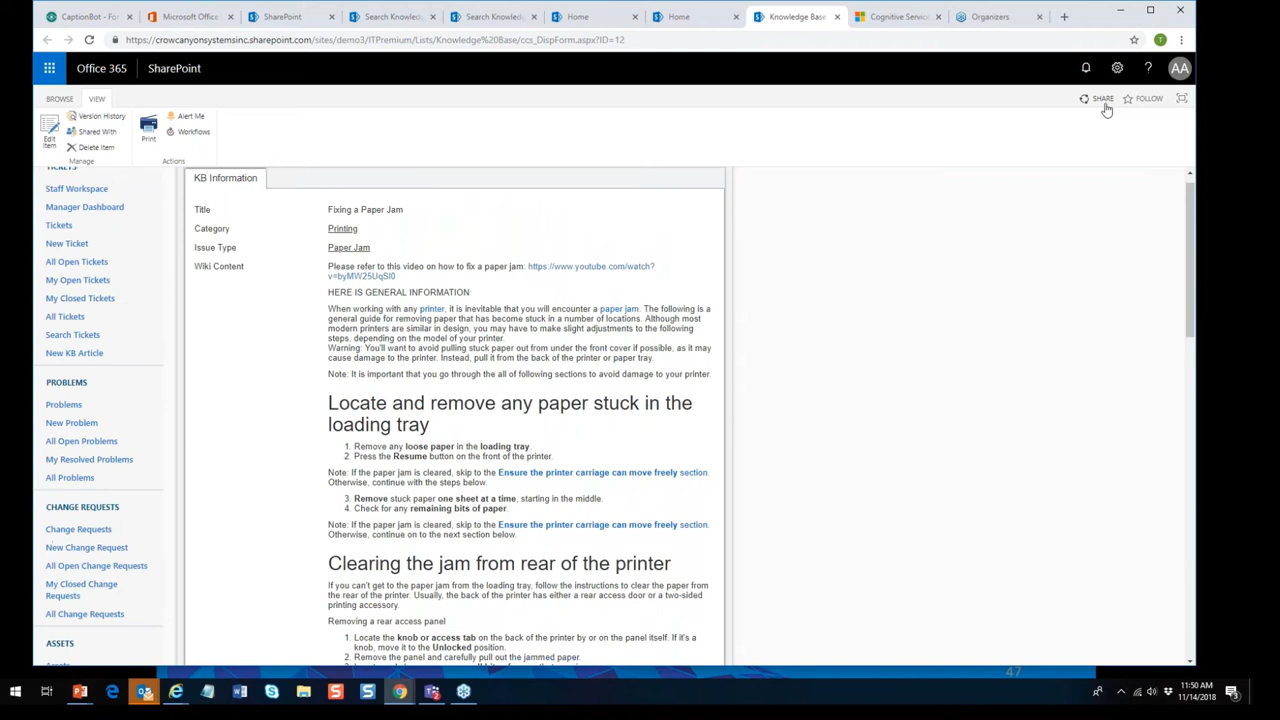 CaptionBot - For
Microsoft Office
SharePoint
Search Knowledg
Search Knowledg
Home
Home
Knowledge Base
Cognitive Servic
Organizers
https://crowcanyonsystemsinc.sharepoint.com/sites/demo3/ITPremium/Lists/Knowledge%20Base/ccs_DispForm.aspx?ID=12
T
Office 365
SharePoint
?
AA
BROWSE
VIEW
SHARE
FOLLOW
Edit
Item
Version History
Shared With
Delete Item
Manage
Print
Alert Me
Workflows
Actions
TICKETS
Staff Workspace
Manager Dashboard
Tickets
New Ticket
All Open Tickets
My Open Tickets
My Closed Tickets
All Tickets
Search Tickets
New KB Article
PROBLEMS
Problems
New Problem
All Open Problems
My Resolved Problems
All Problems
CHANGE REQUESTS
Change Requests
New Change Request
All Open Change Requests
My Closed Change
Requests
All Change Requests
ASSETS
Assets
KB Information
Title
Fixing a Paper Jam
Category
Printing
Issue Type
Paper Jam
Wiki Content
Please refer to this video on how to fix a paper jam: https://www.youtube.com/watch?
v=byMW25UqSI0
HERE IS GENERAL INFORMATION:
When working with any printer, it is inevitable that you will encounter a paper jam. The following is a
general guide for removing paper that has become stuck in a number of locations. Although most
modern printers are similar in design, you may have to make slight adjustments to the following
steps, depending on the model of your printer.
Warning: You'll want to avoid pulling stuck paper out from under the front cover if possible, as it may
cause damage to the printer. Instead, pull it from the back of the printer or paper tray.
Note: It is important that you go through the all of following sections to avoid damage to your printer.
Locate and remove any paper stuck in the
loading tray
1. Remove any loose paper in the loading tray.
2. Press the Resume button on the front of the printer.
Note: If the paper jam is cleared, skip to the Ensure the printer carriage can move freely section.
Otherwise, continue with the steps below.
3. Remove stuck paper one sheet at a time, starting in the middle.
4. Check for any remaining bits of paper.
Note: If the paper jam is cleared, skip to the Ensure the printer carriage can move freely section.
Otherwise, continue on to the next section below.
Clearing the jam from rear of the printer
If you can't get to the paper jam from the loading tray, follow the instructions to clear the paper from
the rear of the printer. Usually, the back of the printer has either a rear access door or a two-sided
printing accessory.
Removing a rear access panel
1. Locate the knob or access tab on the back of the printer by or on the panel itself. If it's a
knob, move it to the Unlocked position.
2. Remove the panel and carefully pull out the jammed paper.
47
11:50 AM
11/14/2018
3